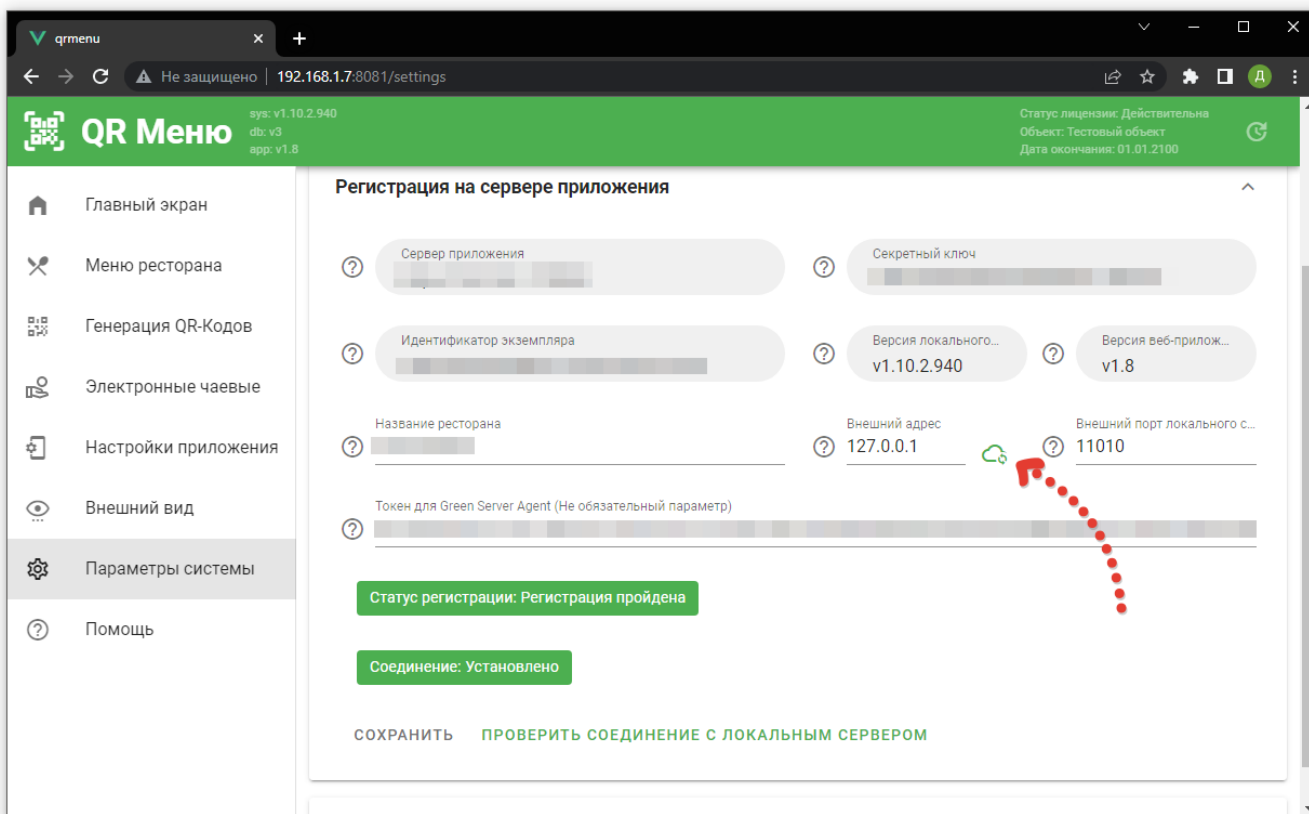 qrmenu
Не защищено 192.168.1.7:8081/settings
Д
QR Меню
sys: v1.10.2.940
db: v3
app: v1.8
Статус лицензии: Действительна
Объект: Тестовый объект
Дата окончания: 01.01.2100
Главный экран
Меню ресторана
Генерация QR-Кодов
Электронные чаевые
Настройки приложения
Внешний вид
Параметры системы
Помощь
Регистрация на сервере приложения
Сервер приложения
Секретный ключ
Идентификатор экземпляра
Версия локального...
v1.10.2.940
Версия веб-прилож...
v1.8
Название ресторана
Внешний адрес
127.0.0.1
Внешний порт локального с...
11010
Токен для Green Server Agent (Не обязательный параметр)
Статус регистрации: Регистрация пройдена
Соединение: Установлено
СОХРАНИТЬ
ПРОВЕРИТЬ СОЕДИНЕНИЕ С ЛОКАЛЬНЫМ СЕРВЕРОМ